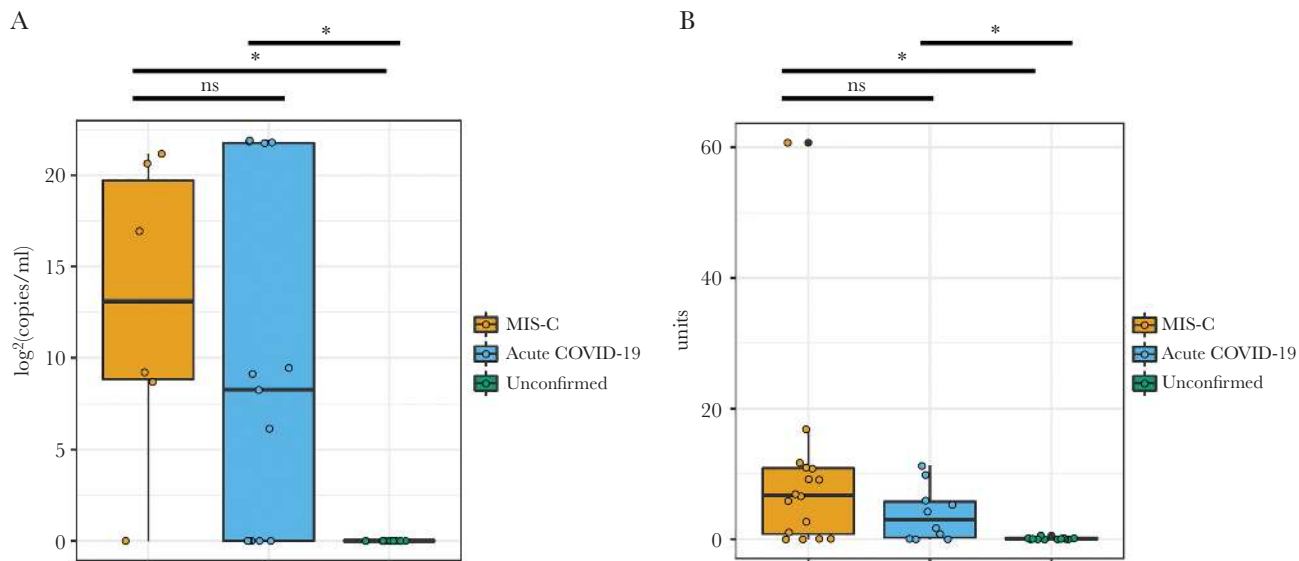 A
*
*
ns
20
15
10
5
0
log²(copies/ml)
MIS-C
Acute COVID-19
Unconfirmed
B
*
*
ns
60
40
20
0
units
MIS-C
Acute COVID-19
Unconfirmed